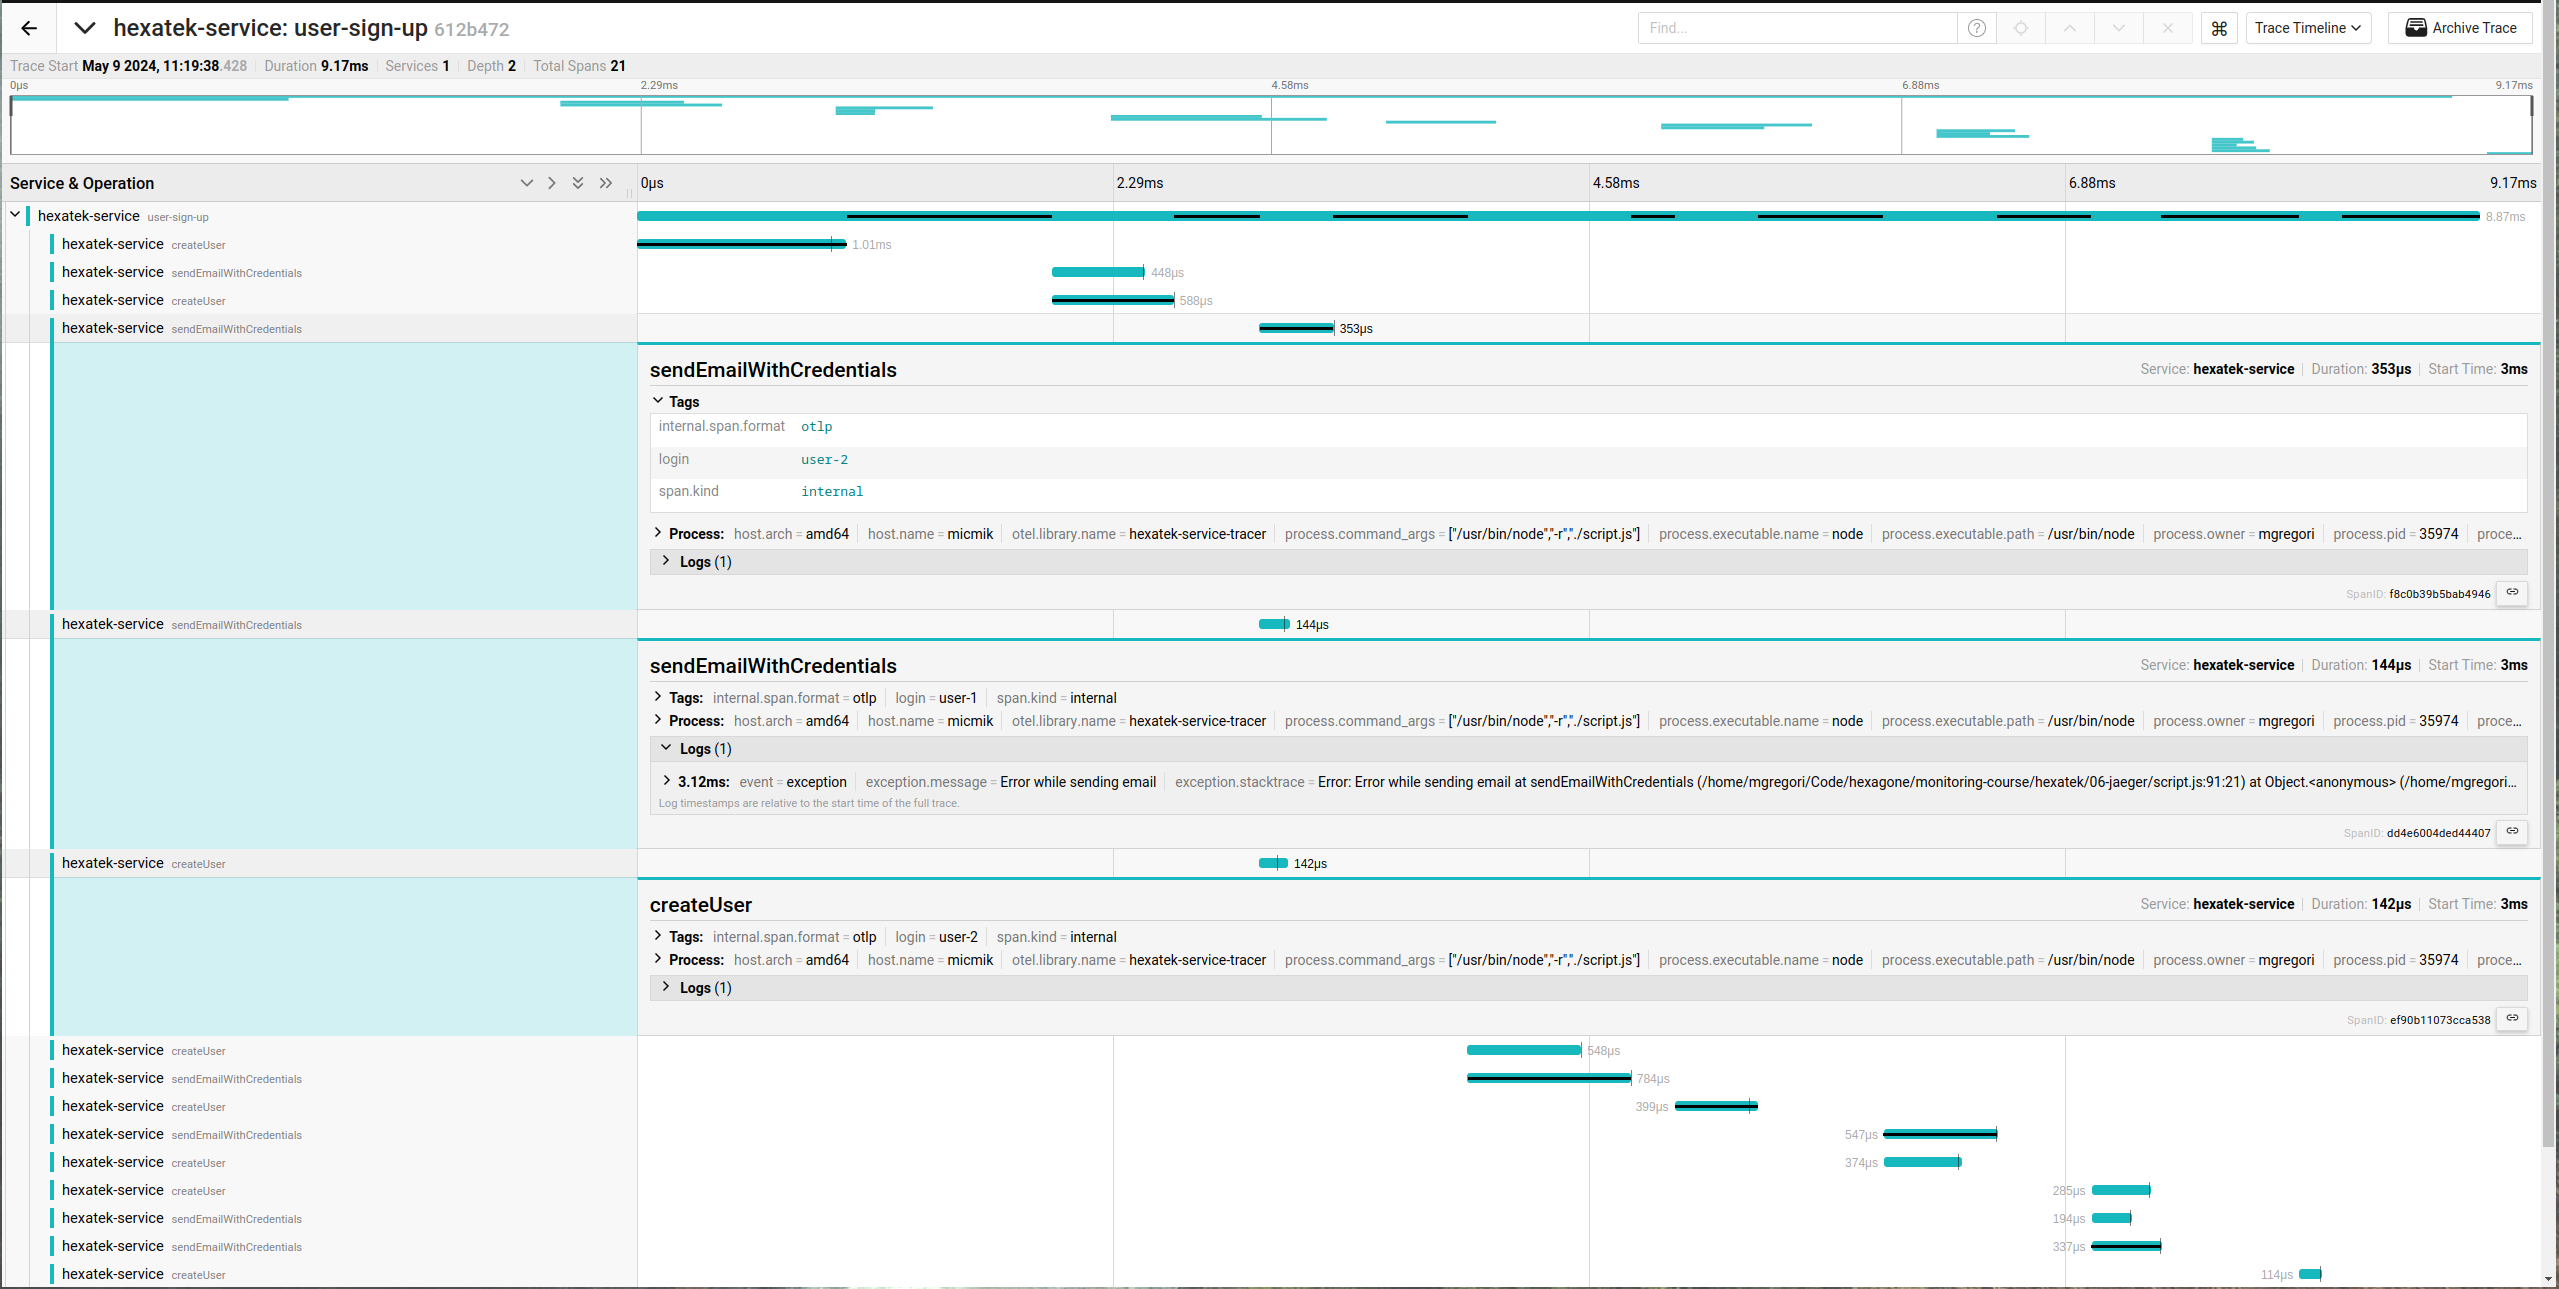 hexatek-service: user-sign-up 612b472
Find...
Trace Timeline
Archive Trace
Trace Start May 9 2024, 11:19:38.428 Duration 9.17ms Services 1 Depth 2 Total Spans 21
0μs 2.29ms 4.58ms 6.88ms 9.17ms
Service & Operation 0μs 2.29ms 4.58ms 6.88ms 9.17ms
hexatek-service user-sign-up 8.87ms
hexatek-service createUser 1.01ms
hexatek-service sendEmailWithCredentials 448μs
hexatek-service createUser 588μs
hexatek-service sendEmailWithCredentials 353μs
sendEmailWithCredentials Service: hexatek-service Duration: 353μs Start Time: 3ms
Tags
internal.span.format otlp
login user-2
span.kind internal
Process: host.arch = amd64 host.name = micmik otel.library.name = hexatek-service-tracer process.command_args = ["/usr/bin/node","-r","./script.js"] process.executable.name = node process.executable.path = /usr/bin/node process.owner = mgregori process.pid = 35974 proce...
Logs (1)
SpanID: f8c0b39b5bab4946
hexatek-service sendEmailWithCredentials 144μs
sendEmailWithCredentials Service: hexatek-service Duration: 144μs Start Time: 3ms
Tags: internal.span.format = otlp login = user-1 span.kind = internal
Process: host.arch = amd64 host.name = micmik otel.library.name = hexatek-service-tracer process.command_args = ["/usr/bin/node","-r","./script.js"] process.executable.name = node process.executable.path = /usr/bin/node process.owner = mgregori process.pid = 35974 proce...
Logs (1)
3.12ms: event = exception exception.message = Error while sending email exception.stacktrace = Error: Error while sending email at sendEmailWithCredentials (/home/mgregori/Code/hexagone/monitoring-course/hexatek/06-jaeger/script.js:91:21) at Object.<anonymous> (/home/mgregori...
Log timestamps are relative to the start time of the full trace.
SpanID: dd4e6004ded44407
hexatek-service createUser 142μs
createUser Service: hexatek-service Duration: 142μs Start Time: 3ms
Tags: internal.span.format = otlp login = user-2 span.kind = internal
Process: host.arch = amd64 host.name = micmik otel.library.name = hexatek-service-tracer process.command_args = ["/usr/bin/node","-r","./script.js"] process.executable.name = node process.executable.path = /usr/bin/node process.owner = mgregori process.pid = 35974 proce...
Logs (1)
SpanID: ef90b11073cca538
hexatek-service createUser 548μs
hexatek-service sendEmailWithCredentials 784μs
hexatek-service createUser 399μs
hexatek-service sendEmailWithCredentials 547μs
hexatek-service createUser 374μs
hexatek-service createUser 285μs
hexatek-service sendEmailWithCredentials 194μs
hexatek-service sendEmailWithCredentials 337μs
hexatek-service createUser 114μs